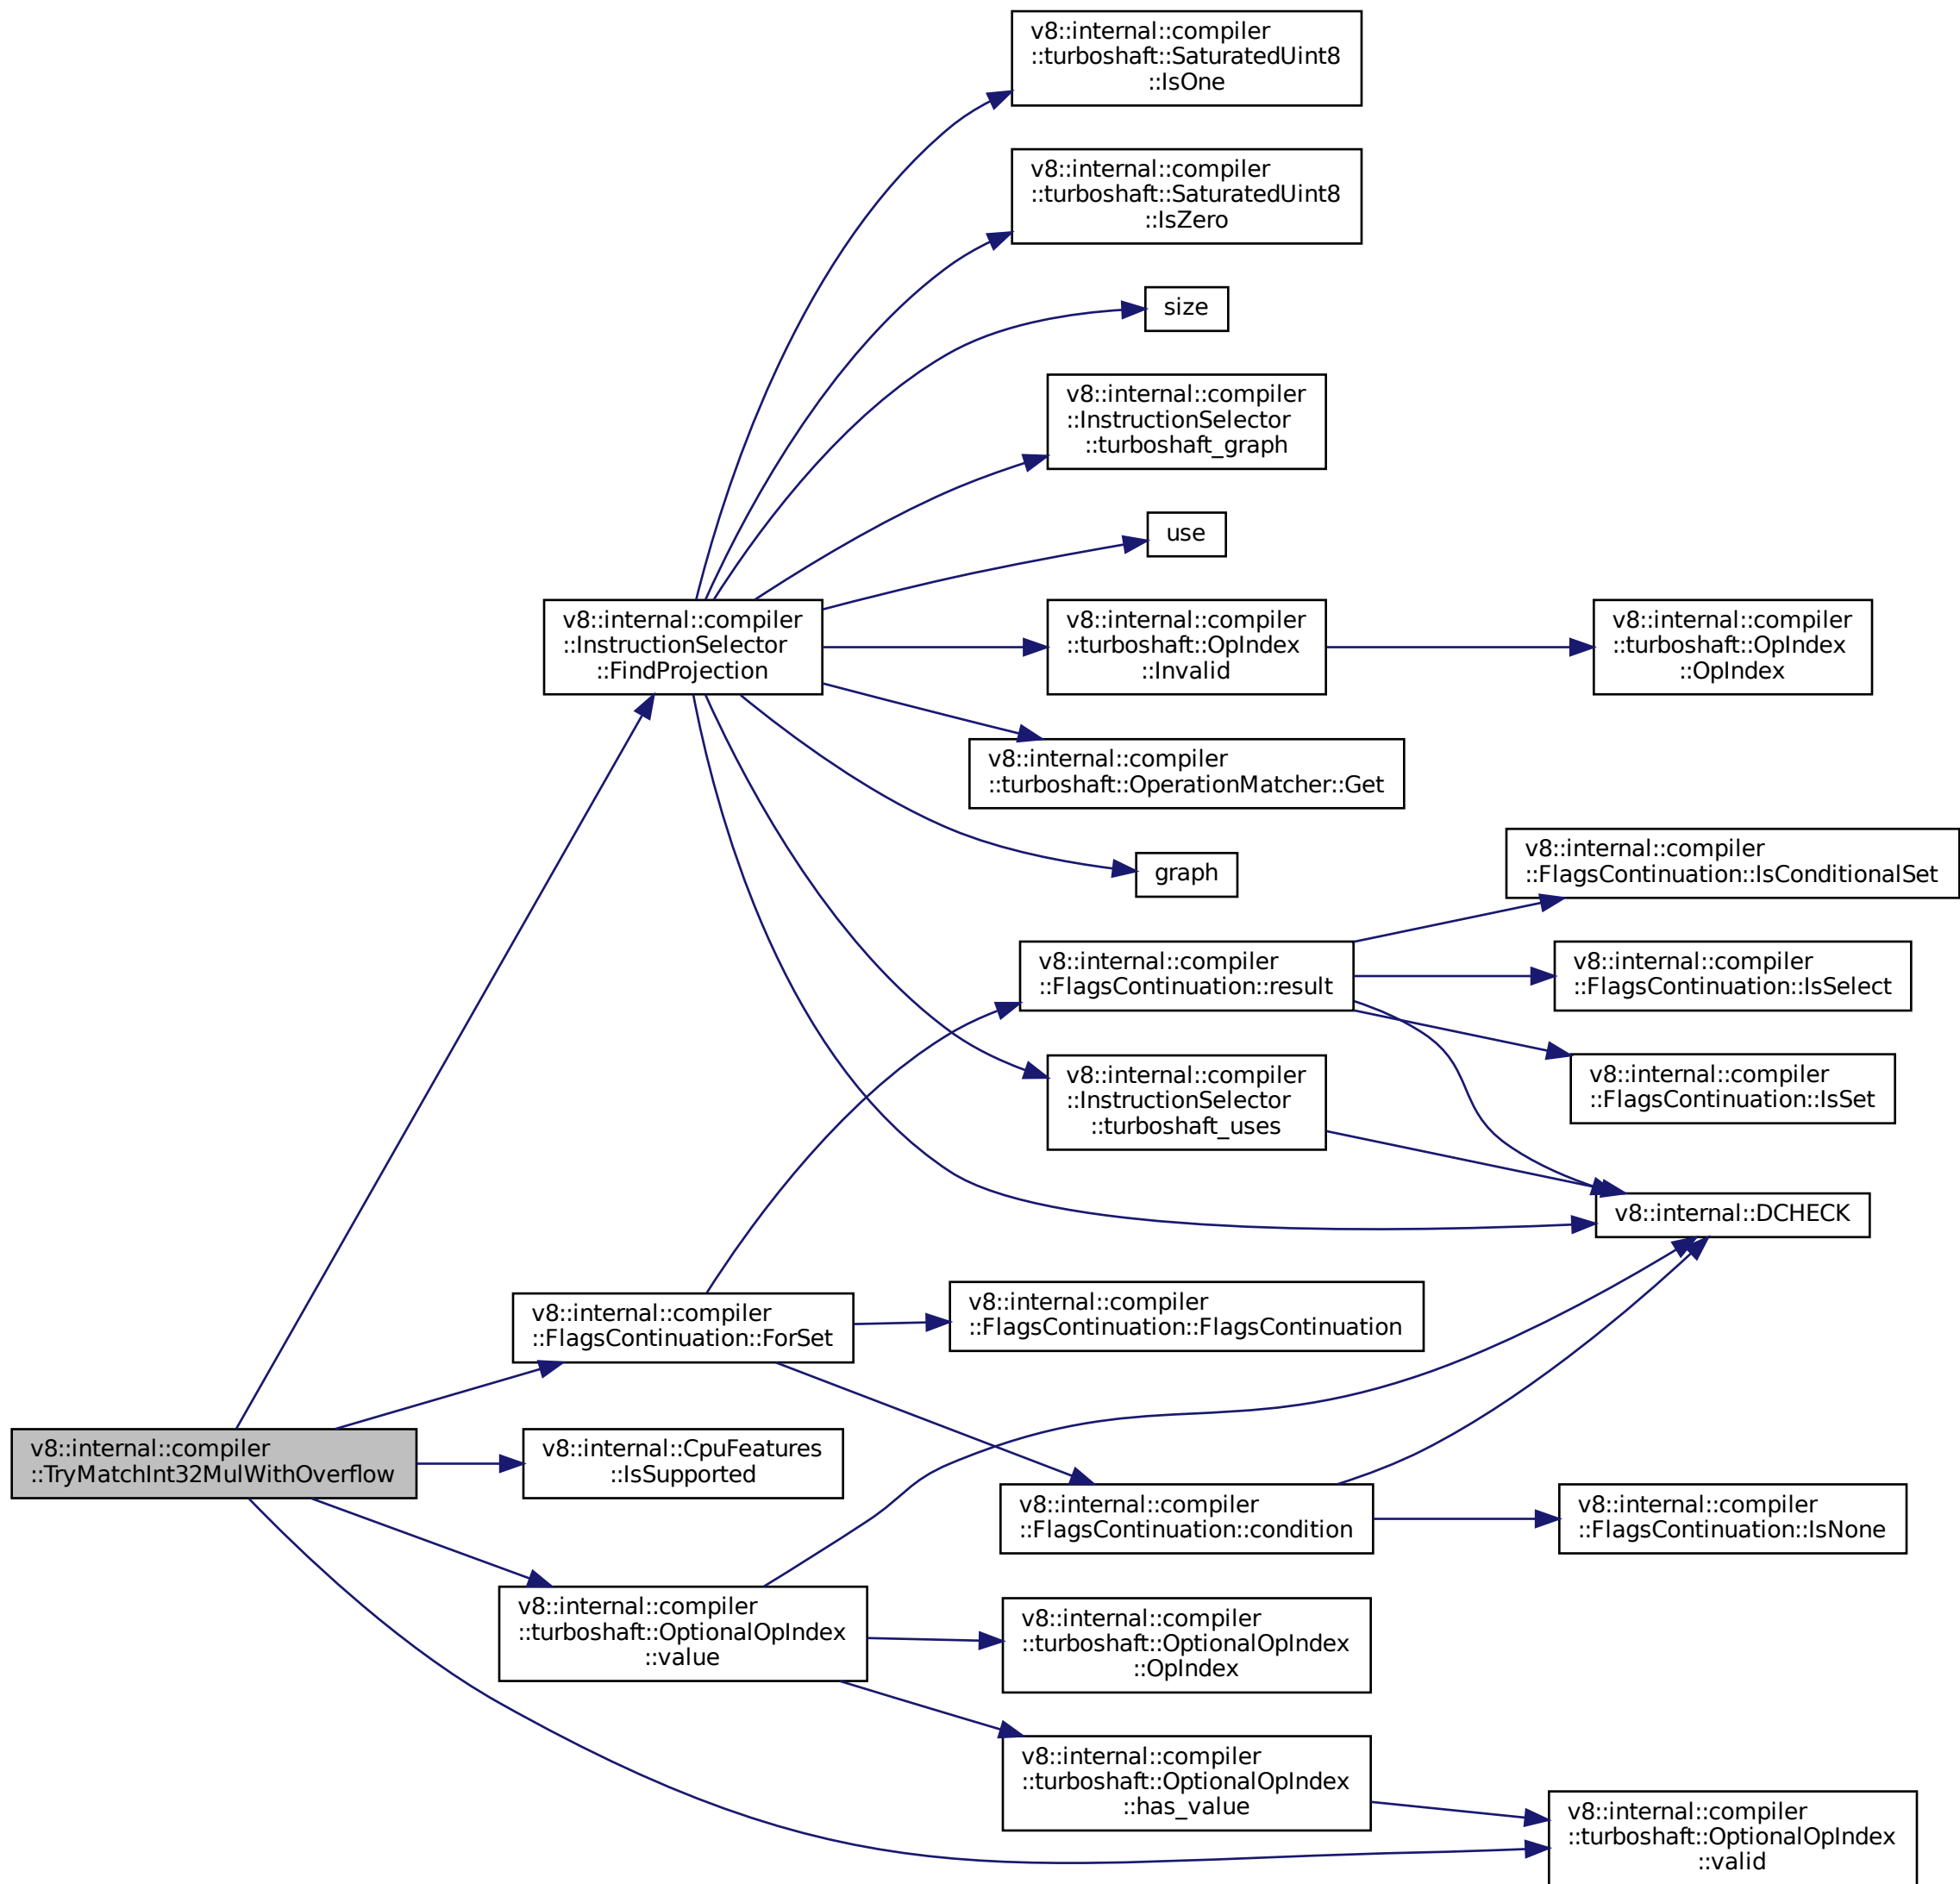 v8::internal::compiler
::turboshaft::SaturatedUint8
::IsOne
v8::internal::compiler
::turboshaft::SaturatedUint8
::IsZero
size
v8::internal::compiler
::InstructionSelector
::turboshaft_graph
use
v8::internal::compiler
::InstructionSelector
::FindProjection
v8::internal::compiler
::turboshaft::OpIndex
::Invalid
v8::internal::compiler
::turboshaft::OpIndex
::OpIndex
v8::internal::compiler
::turboshaft::OperationMatcher::Get
graph
v8::internal::compiler
::FlagsContinuation::IsConditionalSet
v8::internal::compiler
::FlagsContinuation::result
v8::internal::compiler
::FlagsContinuation::IsSelect
v8::internal::compiler
::InstructionSelector
::turboshaft_uses
v8::internal::compiler
::FlagsContinuation::IsSet
v8::internal::DCHECK
v8::internal::compiler
::FlagsContinuation::ForSet
v8::internal::compiler
::FlagsContinuation::FlagsContinuation
v8::internal::compiler
::TryMatchInt32MulWithOverflow
v8::internal::CpuFeatures
::IsSupported
v8::internal::compiler
::FlagsContinuation::condition
v8::internal::compiler
::FlagsContinuation::IsNone
v8::internal::compiler
::turboshaft::OptionalOpIndex
::value
v8::internal::compiler
::turboshaft::OptionalOpIndex
::OpIndex
v8::internal::compiler
::turboshaft::OptionalOpIndex
::has_value
v8::internal::compiler
::turboshaft::OptionalOpIndex
::valid